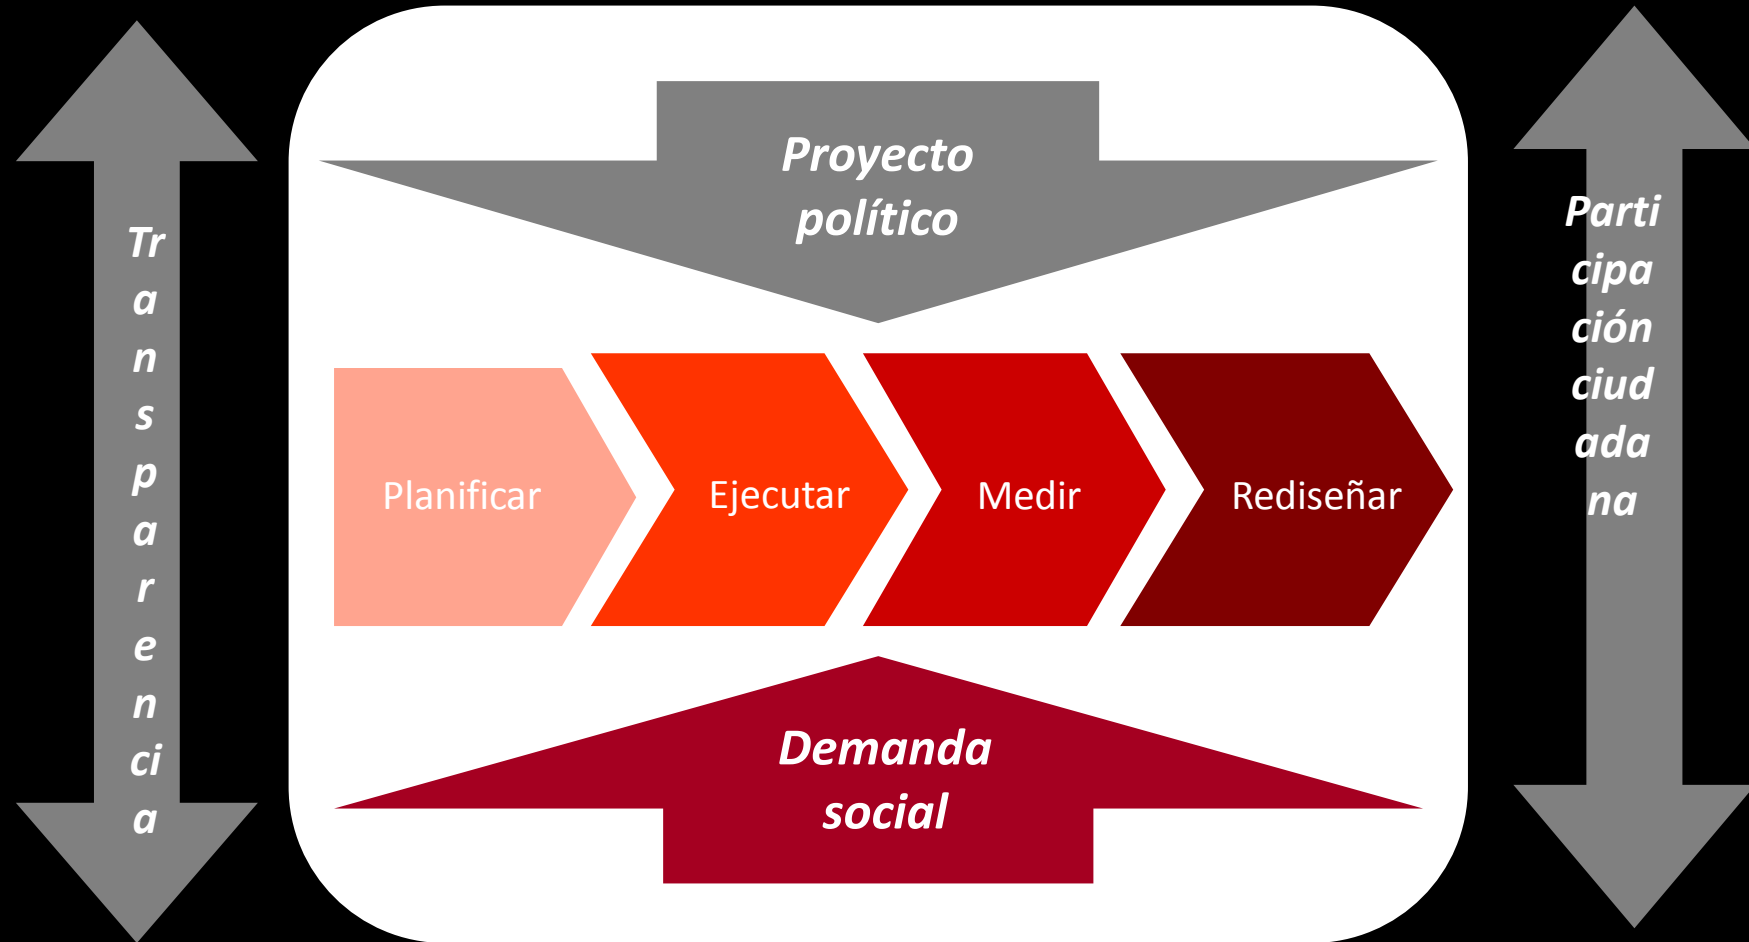 Tr
a
n
s
p
a
r
e
n
ci
a
Proyecto
político
Planificar
Ejecutar
Medir
Rediseñar
Demanda
social
Parti
cipa
ción
ciud
ada
na